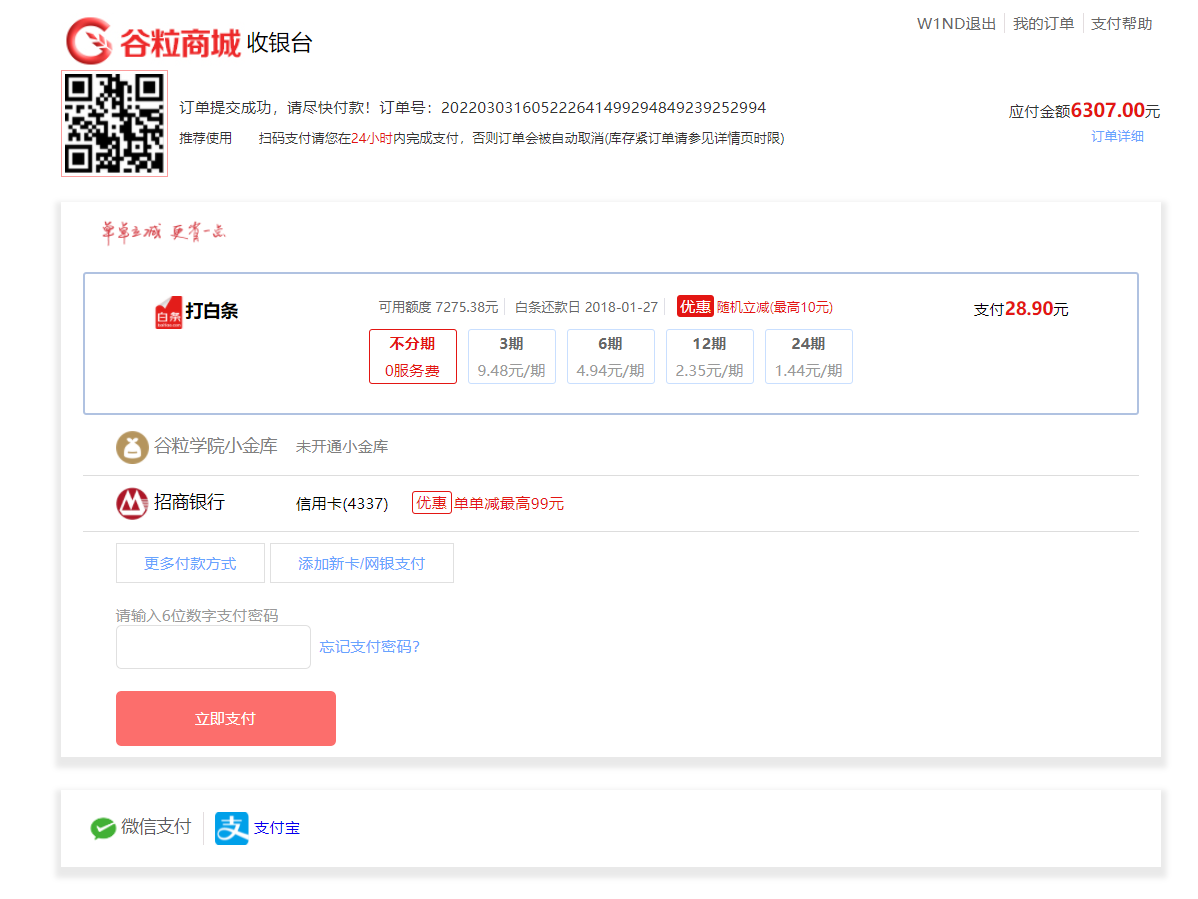 W1ND退出 我的订单 支付帮助
谷粒商城 收银台
订单提交成功，请尽快付款！订单号：202203031605222641499294849239252994
应付金额6307.00元
推荐使用 扫码支付请您在24小时内完成支付，否则订单会被自动取消(库存紧订单请参见详情页时限)
订单详细
单单立减 更赏一点
白条 打白条 可用额度 7275.38元 白条还款日 2018-01-27 优惠 随机立减(最高10元) 支付28.90元
不分期 3期 6期 12期 24期
0服务费 9.48元/期 4.94元/期 2.35元/期 1.44元/期
谷粒学院小金库 未开通小金库
招商银行 信用卡(4337) 优惠 单单减最高99元
更多付款方式 添加新卡/网银支付
请输入6位数字支付密码
忘记支付密码?
立即支付
微信支付 支 支付宝